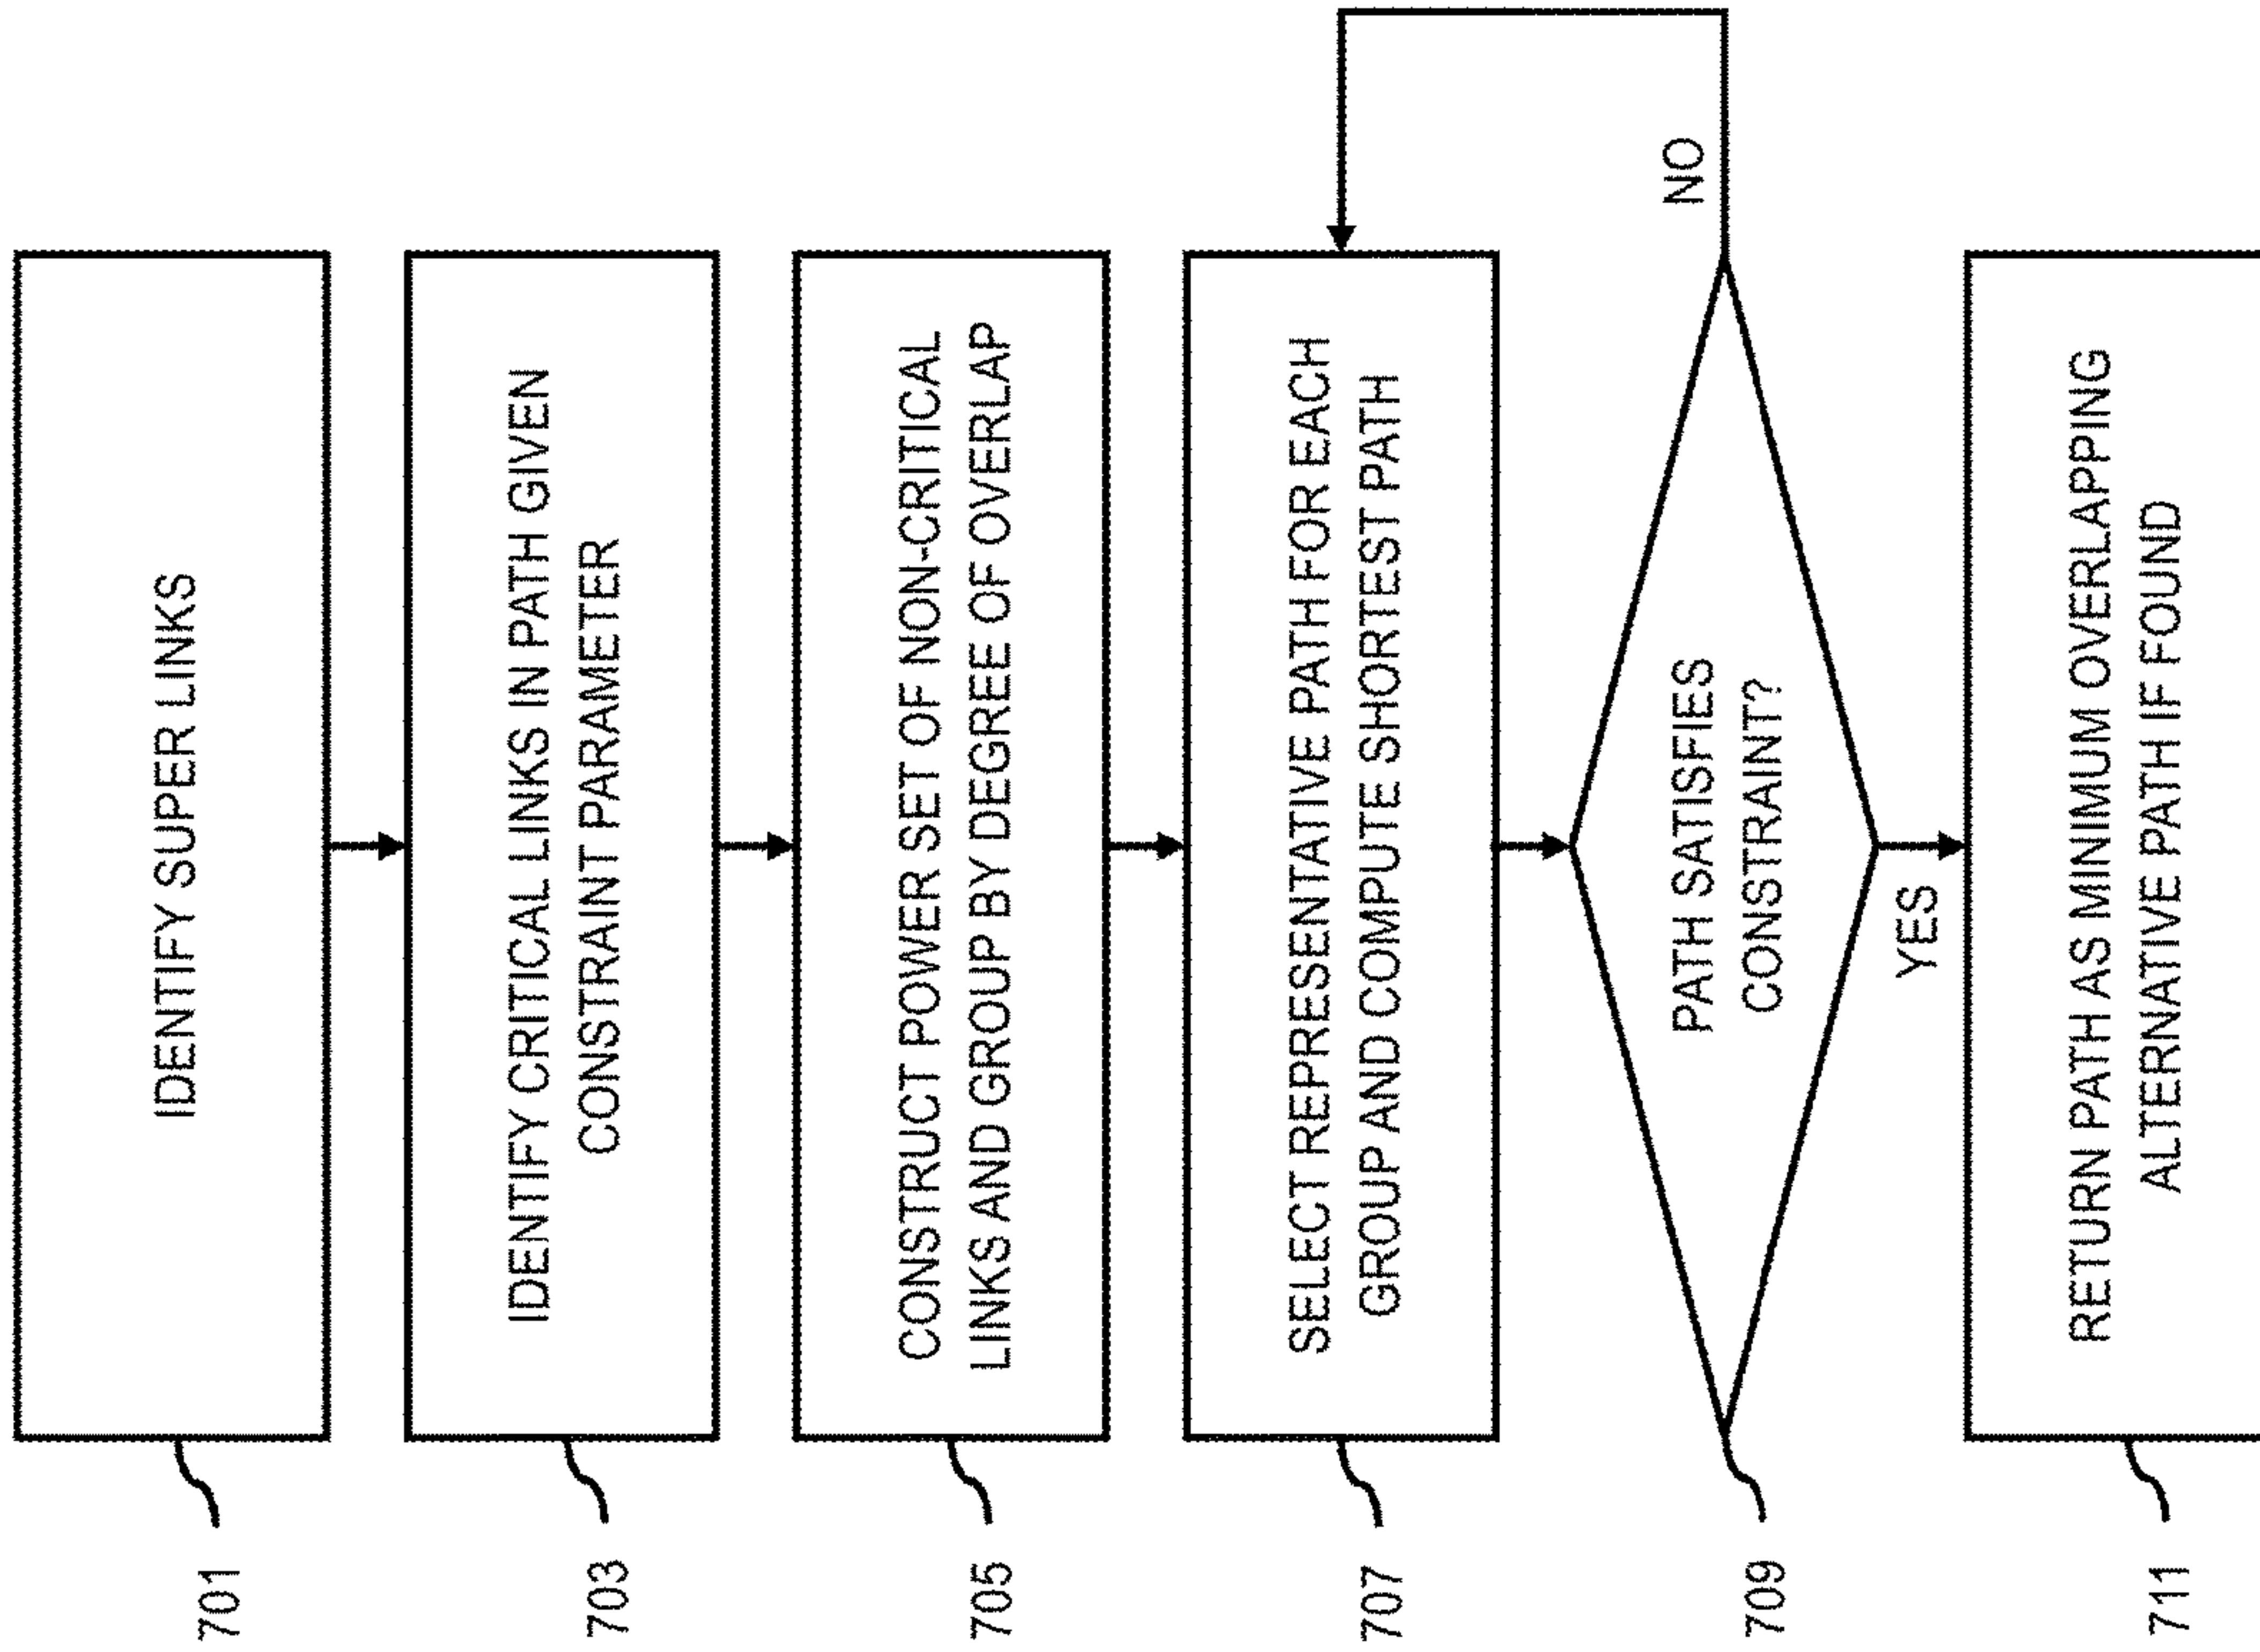 701
IDENTIFY SUPER LINKS
703
IDENTIFY CRITICAL LINKS IN PATH GIVEN
CONSTRAINT PARAMETER
705
CONSTRUCT POWER SET OF NON-CRITICAL
LINKS AND GROUP BY DEGREE OF OVERLAP
707
SELECT REPRESENTATIVE PATH FOR EACH
GROUP AND COMPUTE SHORTEST PATH
709
PATH SATISFIES
CONSTRAINT?
NO
YES
711
RETURN PATH AS MINIMUM OVERLAPPING
ALTERNATIVE PATH IF FOUND